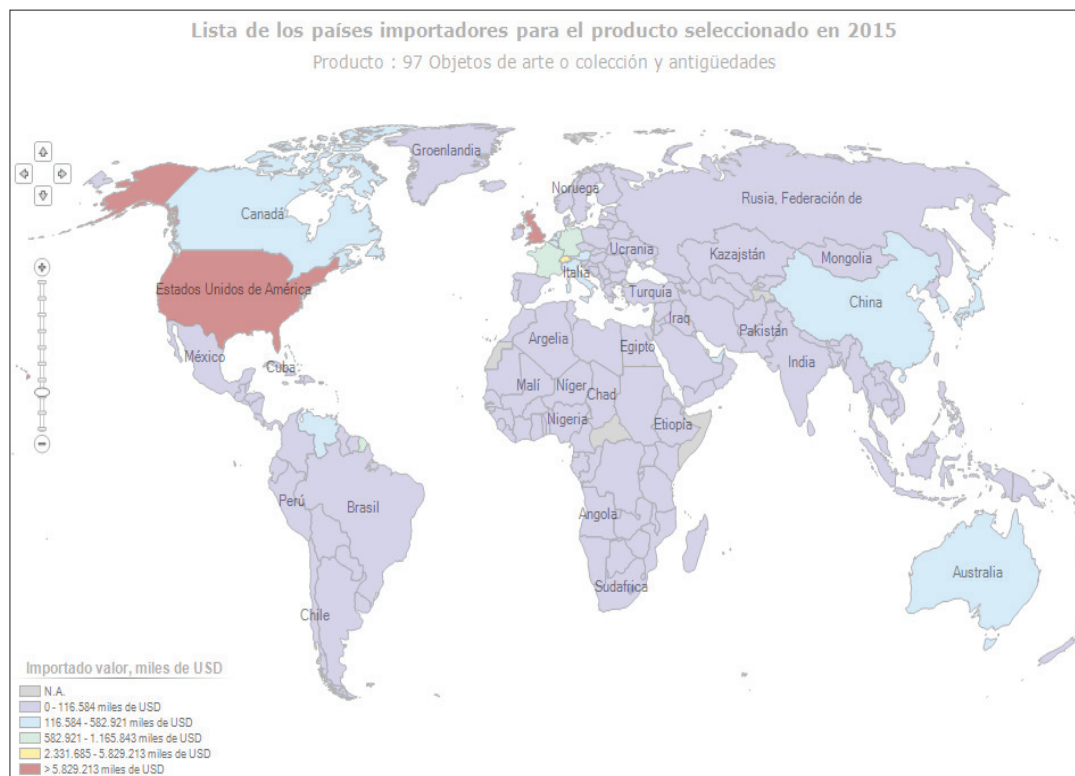 Lista de los países importadores para el producto seleccionado en 2015
Producto : 97 Objetos de arte o colección y antigüedades
Groenlandia
Noruega
Rusia, Federación de
Canadá
Ucrania
Kazajstán
Mongolia
Italia
Estados Unidos de América
Turquia
China
Iraq
Pakistán
Argelia
Egipto
México
Cuba
India
Malí
Níger
Chad
Nigeria
Etiopía
Perú
Brasil
Angola
Australia
Sudafrica
Chile
Importado valor, miles de USD
N.A.
0 - 116.584 miles de USD
116.584 - 582.921 miles de USD
582.921 - 1.165.843 miles de USD
2.331.685 - 5.829.213 miles de USD
> 5.829.213 miles de USD